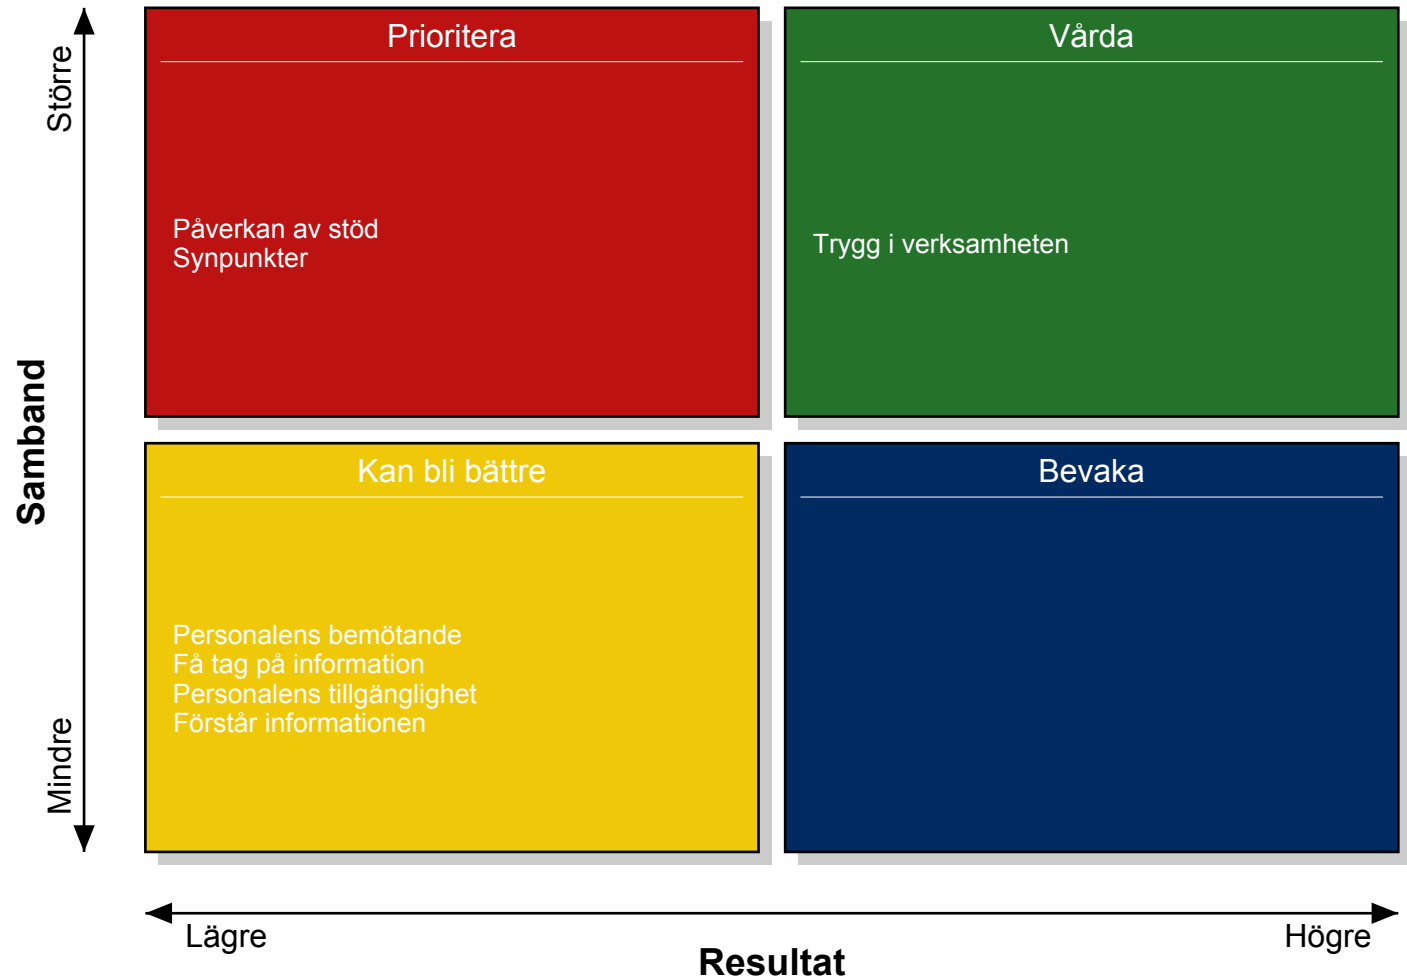 Större
Samband
Mindre
Prioritera
Påverkan av stöd
Synpunkter
Vårda
Trygg i verksamheten
Kan bli bättre
Personalens bemötande
Få tag på information
Personalens tillgänglighet
Förstår informationen
Bevaka
Lägre
Resultat
Högre